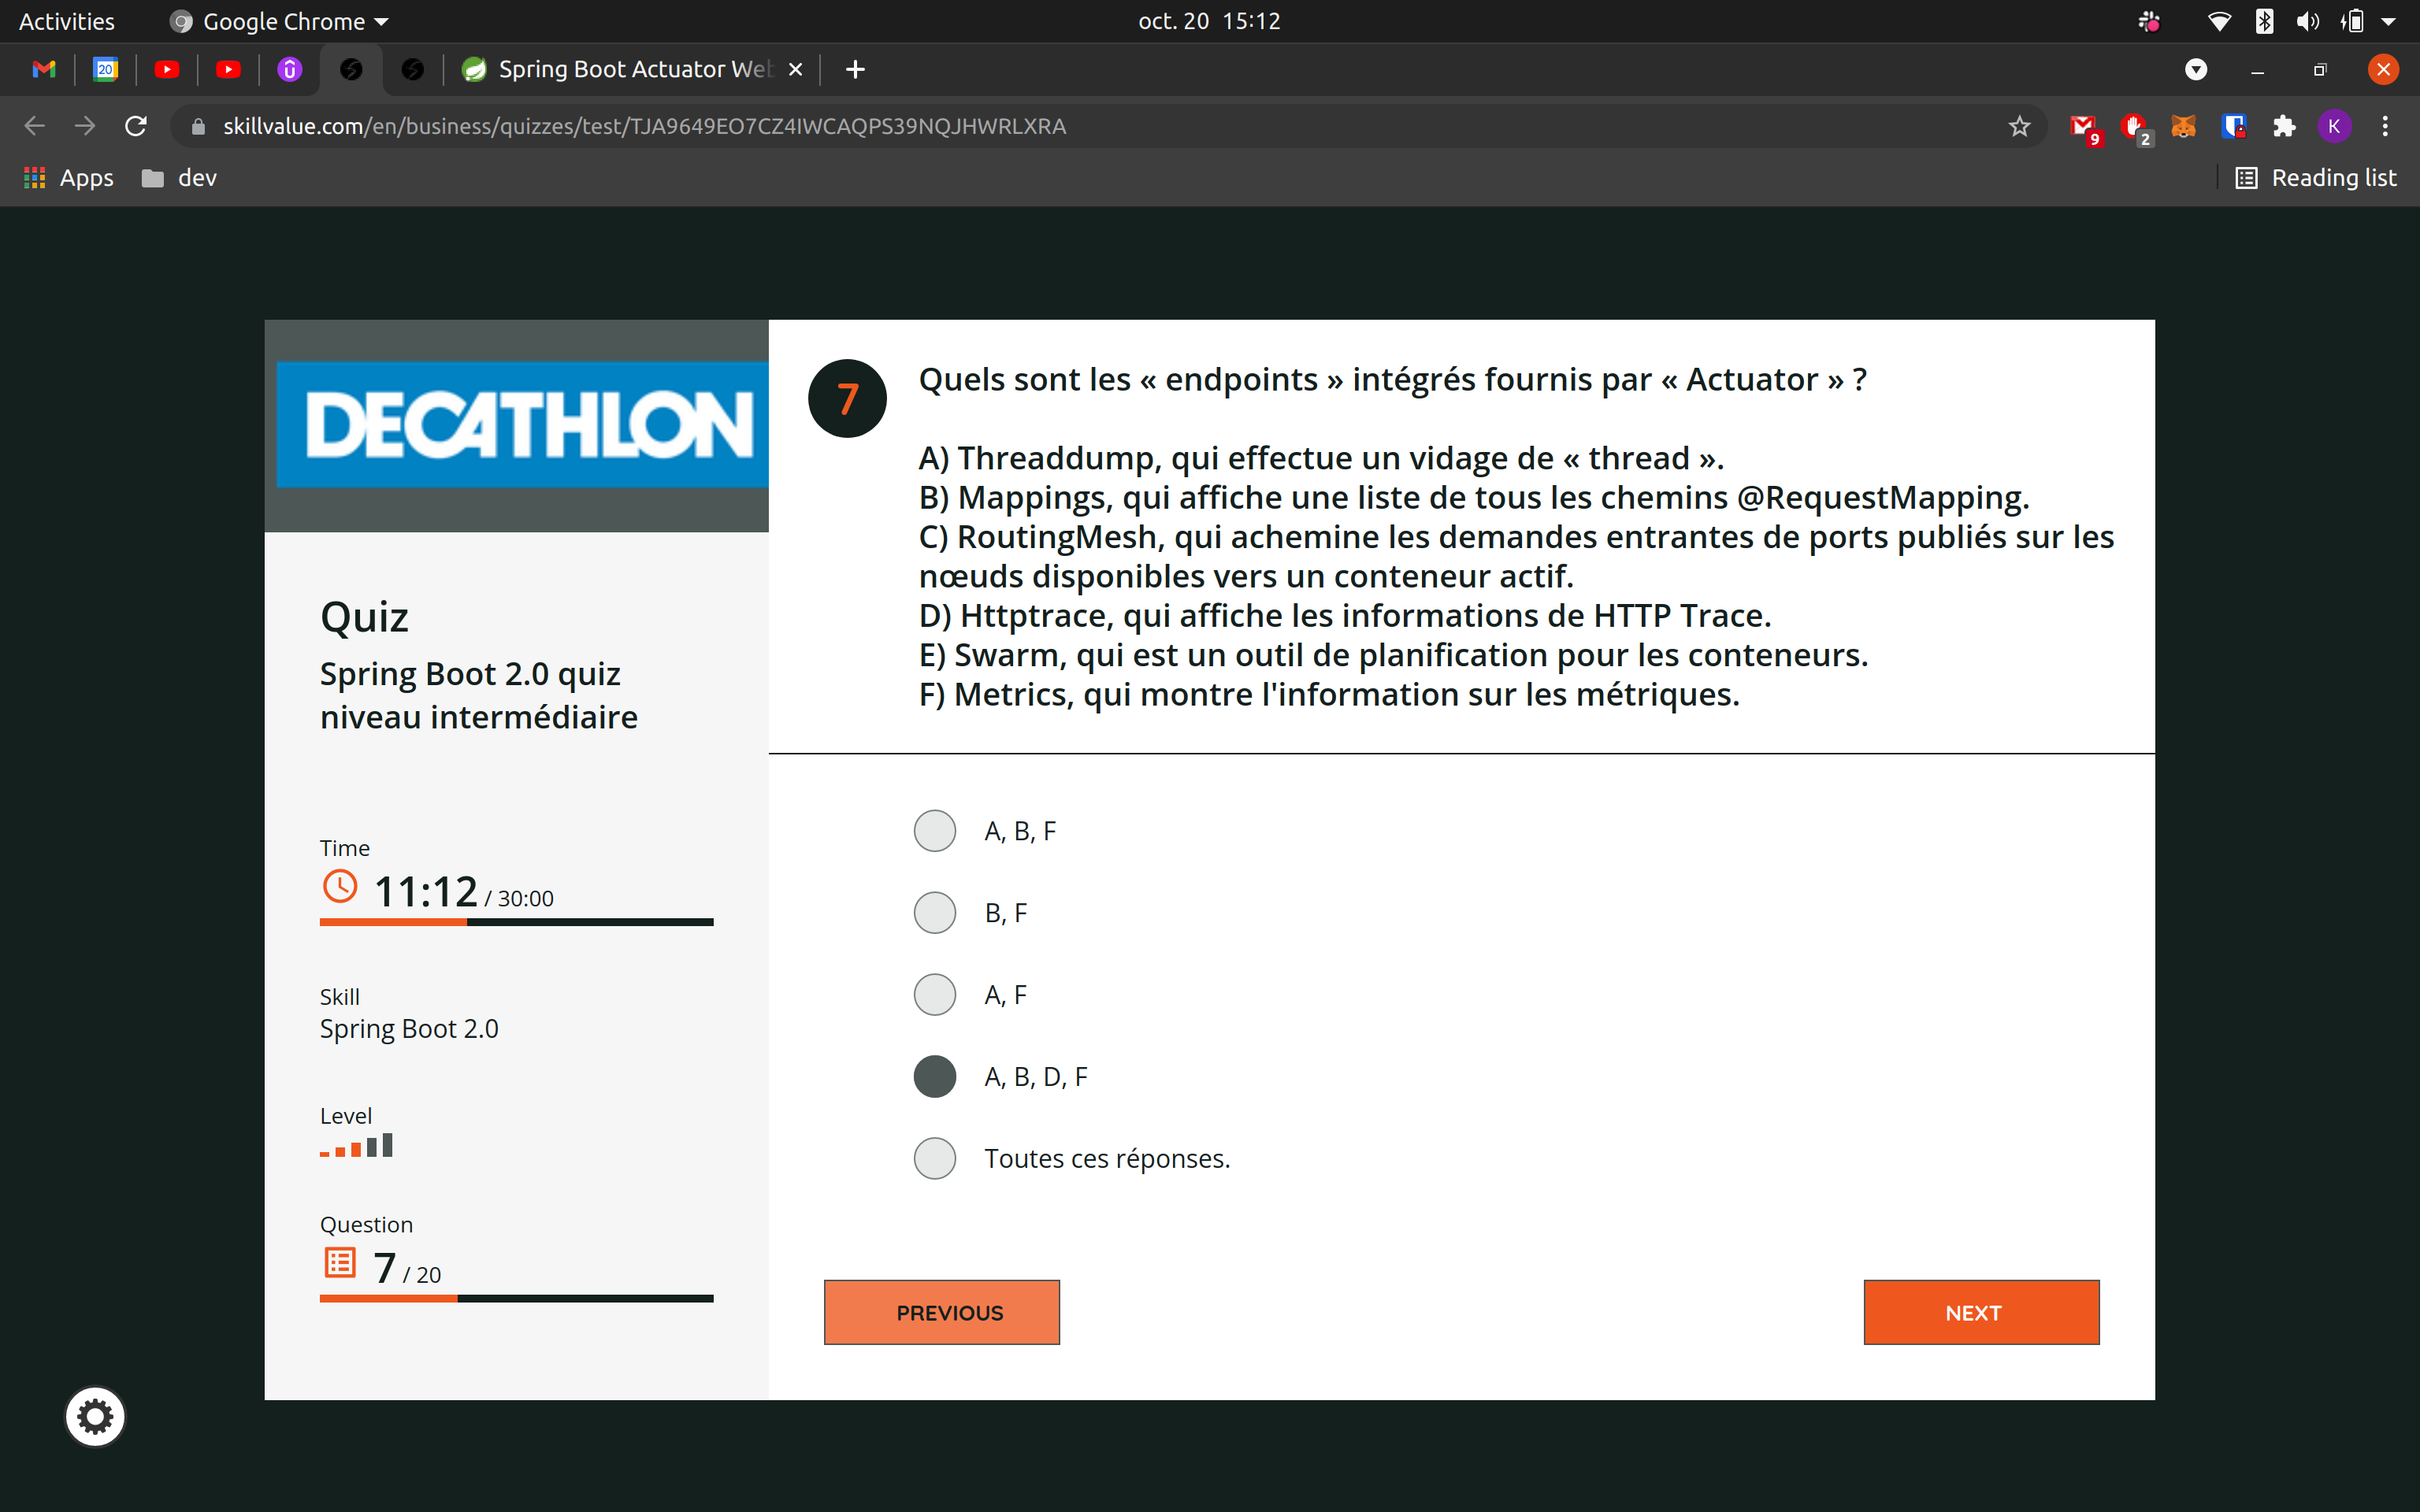 Activities
Google Chrome
oct. 20 15:12
20
Spring Boot Actuator Web
skillvalue.com/en/business/quizzes/test/TJA9649EO7CZ4IWCAQPS39NQJHWRLXRA
9
2
K
Apps
dev
Reading list
DECATHLON
Quiz
Spring Boot 2.0 quiz
niveau intermédiaire
Time
11:12 / 30:00
Skill
Spring Boot 2.0
Level
Question
7 / 20
7
Quels sont les « endpoints » intégrés fournis par « Actuator » ?
A) Threaddump, qui effectue un vidage de « thread ».
B) Mappings, qui affiche une liste de tous les chemins @RequestMapping.
C) RoutingMesh, qui achemine les demandes entrantes de ports publiés sur les
nœuds disponibles vers un conteneur actif.
D) Httptrace, qui affiche les informations de HTTP Trace.
E) Swarm, qui est un outil de planification pour les conteneurs.
F) Metrics, qui montre l'information sur les métriques.
A, B, F
B, F
A, F
A, B, D, F
Toutes ces réponses.
PREVIOUS
NEXT